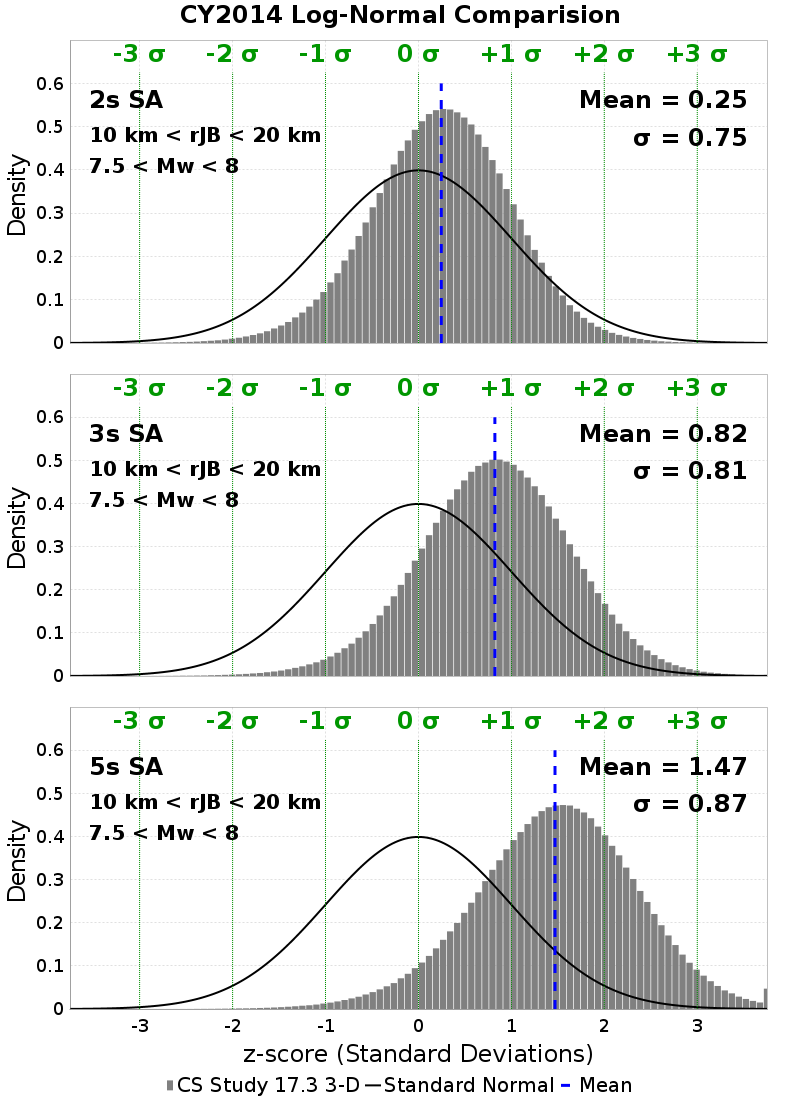 CY2014 Log-Normal Comparision
-3 σ -2 σ -1 σ 0 σ +1 σ +2 σ +3 σ
0.6
2s SA Mean = 0.25
0.5
10 km < rJB < 20 km σ = 0.75
7.5 < Mw < 8
0.4
Density
0.3
0.2
0.1
0
-3 σ -2 σ -1 σ 0 σ +1 σ +2 σ +3 σ
0.6
3s SA Mean = 0.82
0.5
10 km < rJB < 20 km σ = 0.81
7.5 < Mw < 8
0.4
Density
0.3
0.2
0.1
0
-3 σ -2 σ -1 σ 0 σ +1 σ +2 σ +3 σ
0.6
5s SA Mean = 1.47
0.5
10 km < rJB < 20 km σ = 0.87
7.5 < Mw < 8
0.4
Density
0.3
0.2
0.1
0
-3 -2 -1 0 1 2 3
z-score (Standard Deviations)
CS Study 17.3 3-D Standard Normal Mean